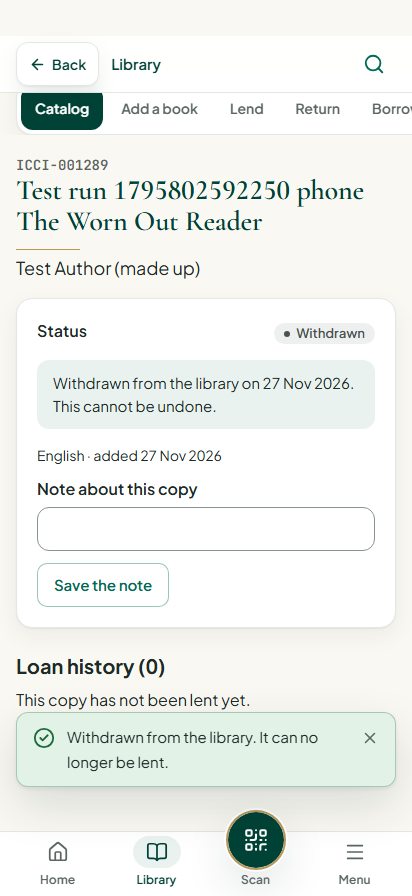 Back
Library
Catalog
Add a book
Lend
Return
ICCI-001289
Test run 1795802592250 phone
The Worn Out Reader
Test Author (made up)
Status
Withdrawn
Withdrawn from the library on 27 Nov 2026.
This cannot be undone.
English · added 27 Nov 2026
Note about this copy
Save the note
Loan history (0)
This copy has not been lent yet.
Withdrawn from the library. It can no
longer be lent.
Home
Library
Scan
Menu